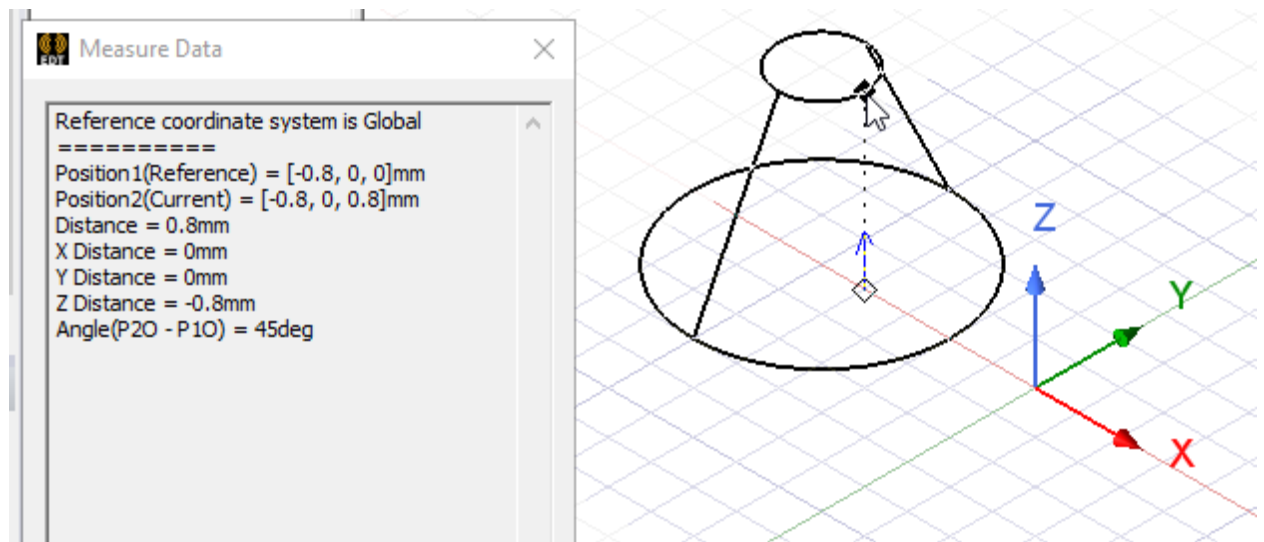 Measure Data
EDT
Reference coordinate system is Global
==========
Position1(Reference) = [-0.8, 0, 0]mm
Position2(Current) = [-0.8, 0, 0.8]mm
Distance = 0.8mm
X Distance = 0mm
Y Distance = 0mm
Z Distance = -0.8mm
Angle(P2O - P1O) = 45deg
Z
Y
X